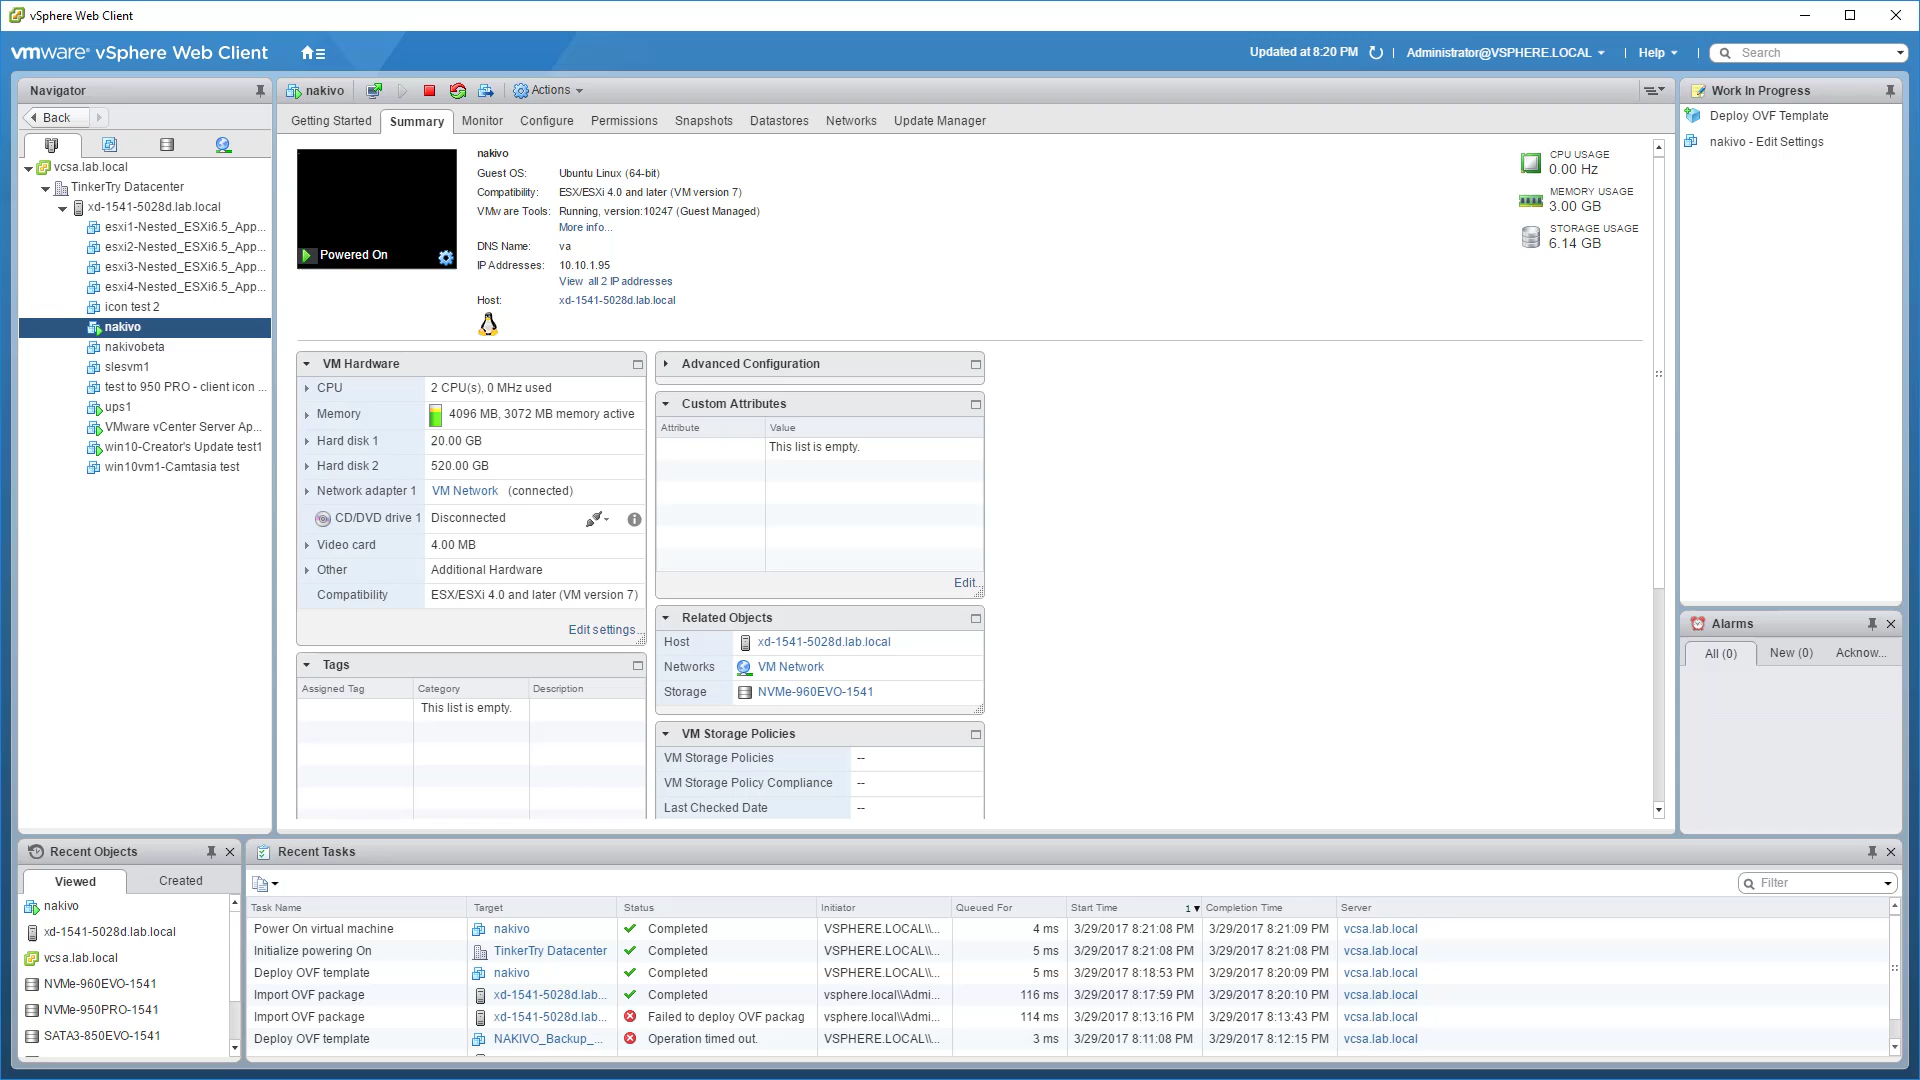 vSphere Web Client
vmware® vSphere Web Client
Updated at 8:20 PM
Administrator@VSPHERE.LOCAL
Help
Search
Navigator
Back
vcsa.lab.local
TinkerTry Datacenter
xd-1541-5028d.lab.local
esxi1-Nested_ESXi6.5_App...
esxi2-Nested_ESXi6.5_App...
esxi3-Nested_ESXi6.5_App...
esxi4-Nested_ESXi6.5_App...
icon test 2
nakivo
nakivobeta
slesvm1
test to 950 PRO - client icon ...
ups1
VMware vCenter Server Ap...
win10-Creator's Update test1
win10vm1-Camtasia test
nakivo
Actions
Getting Started Summary Monitor Configure Permissions Snapshots Datastores Networks Update Manager
Powered On
nakivo
Guest OS: Ubuntu Linux (64-bit)
Compatibility: ESX/ESXi 4.0 and later (VM version 7)
VMware Tools: Running, version:10247 (Guest Managed)
More info...
DNS Name: va
IP Addresses: 10.10.1.95
View all 2 IP addresses
Host: xd-1541-5028d.lab.local
CPU USAGE
0.00 Hz
MEMORY USAGE
3.00 GB
STORAGE USAGE
6.14 GB
VM Hardware
CPU 2 CPU(s), 0 MHz used
Memory 4096 MB, 3072 MB memory active
Hard disk 1 20.00 GB
Hard disk 2 520.00 GB
Network adapter 1 VM Network (connected)
CD/DVD drive 1 Disconnected
Video card 4.00 MB
Other Additional Hardware
Compatibility ESX/ESXi 4.0 and later (VM version 7)
Edit settings...
Tags
Assigned Tag Category Description
This list is empty.
Advanced Configuration
Custom Attributes
Attribute Value
This list is empty.
Edit...
Related Objects
Host xd-1541-5028d.lab.local
Networks VM Network
Storage NVMe-960EVO-1541
VM Storage Policies
VM Storage Policies --
VM Storage Policy Compliance --
Last Checked Date --
Work In Progress
Deploy OVF Template
nakivo - Edit Settings
Alarms
All (0) New (0) Acknow...
Recent Objects
Viewed Created
nakivo
xd-1541-5028d.lab.local
vcsa.lab.local
NVMe-960EVO-1541
NVMe-950PRO-1541
SATA3-850EVO-1541
Recent Tasks
Filter
Task Name Target Status Initiator Queued For Start Time 1 Completion Time Server
Power On virtual machine nakivo Completed VSPHERE.LOCAL\\... 4 ms 3/29/2017 8:21:08 PM 3/29/2017 8:21:09 PM vcsa.lab.local
Initialize powering On TinkerTry Datacenter Completed VSPHERE.LOCAL\\... 5 ms 3/29/2017 8:21:08 PM 3/29/2017 8:21:08 PM vcsa.lab.local
Deploy OVF template nakivo Completed VSPHERE.LOCAL\\... 5 ms 3/29/2017 8:18:53 PM 3/29/2017 8:20:09 PM vcsa.lab.local
Import OVF package xd-1541-5028d.lab... Completed vsphere.local\\Admi... 116 ms 3/29/2017 8:17:59 PM 3/29/2017 8:20:10 PM vcsa.lab.local
Import OVF package xd-1541-5028d.lab... Failed to deploy OVF packag vsphere.local\\Admi... 114 ms 3/29/2017 8:13:16 PM 3/29/2017 8:13:43 PM vcsa.lab.local
Deploy OVF template NAKIVO_Backup_... Operation timed out. VSPHERE.LOCAL\\... 3 ms 3/29/2017 8:11:08 PM 3/29/2017 8:12:15 PM vcsa.lab.local